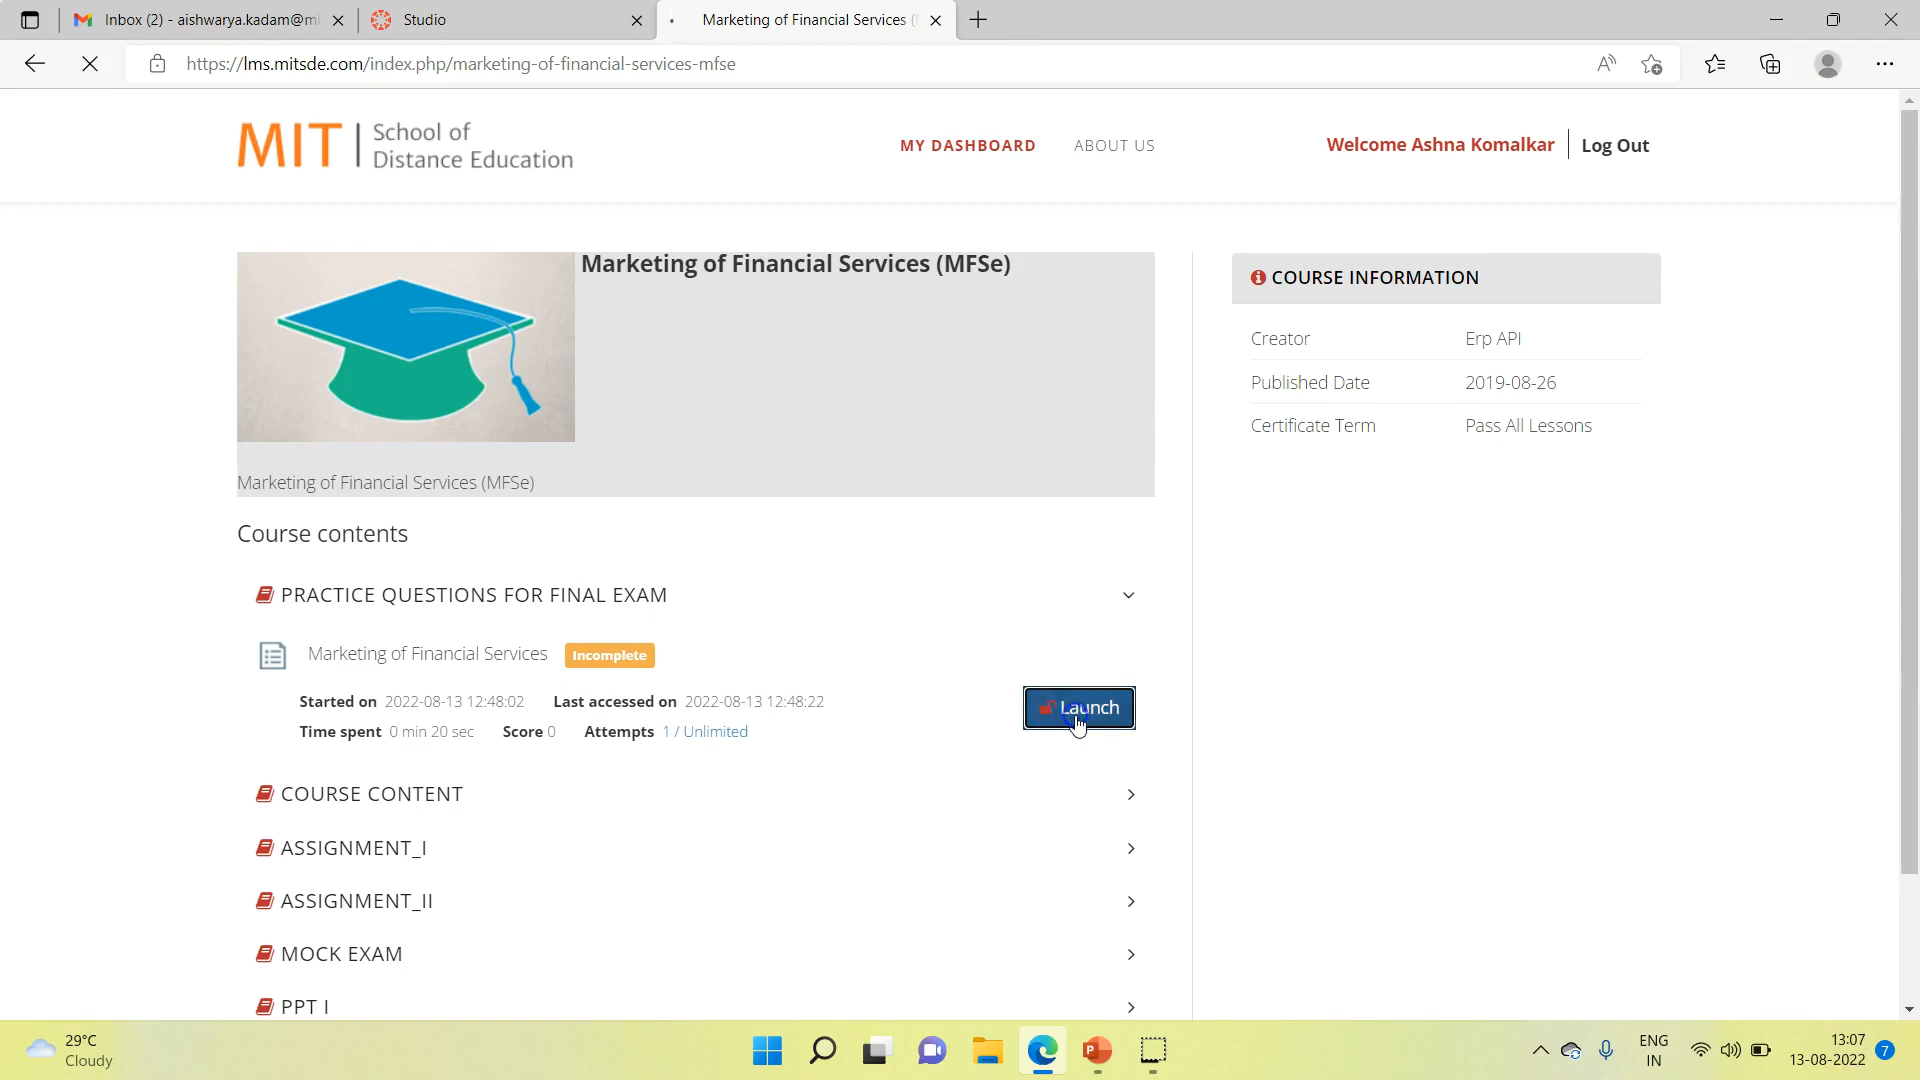 Inbox (2) - aishwarya.kadam@mi
Studio
Marketing of Financial Services (
https://lms.mitsde.com/index.php/marketing-of-financial-services-mfse
MIT | School of
Distance Education
MY DASHBOARD
ABOUT US
Welcome Ashna Komalkar
Log Out
Marketing of Financial Services (MFSe)
Marketing of Financial Services (MFSe)
COURSE INFORMATION
Creator Erp API
Published Date 2019-08-26
Certificate Term Pass All Lessons
Course contents
PRACTICE QUESTIONS FOR FINAL EXAM
Marketing of Financial Services Incomplete
Started on 2022-08-13 12:48:02 Last accessed on 2022-08-13 12:48:22
Time spent 0 min 20 sec Score 0 Attempts 1 / Unlimited
Launch
COURSE CONTENT
ASSIGNMENT_I
ASSIGNMENT_II
MOCK EXAM
PPT I
29°C
Cloudy
ENG
IN
13:07
13-08-2022
7